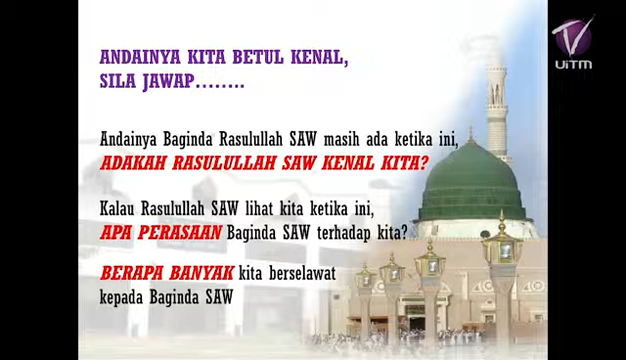 TV
UiTM
ANDAINYA KITA BETUL KENAL,
SILA JAWAP........
Andainya Baginda Rasulullah SAW masih ada ketika ini,
ADAKAH RASULULLAH SAW KENAL KITA?
Kalau Rasulullah SAW lihat kita ketika ini,
APA PERASAAN Baginda SAW terhadap kita?
BERAPA BANYAK kita berselawat
kepada Baginda SAW